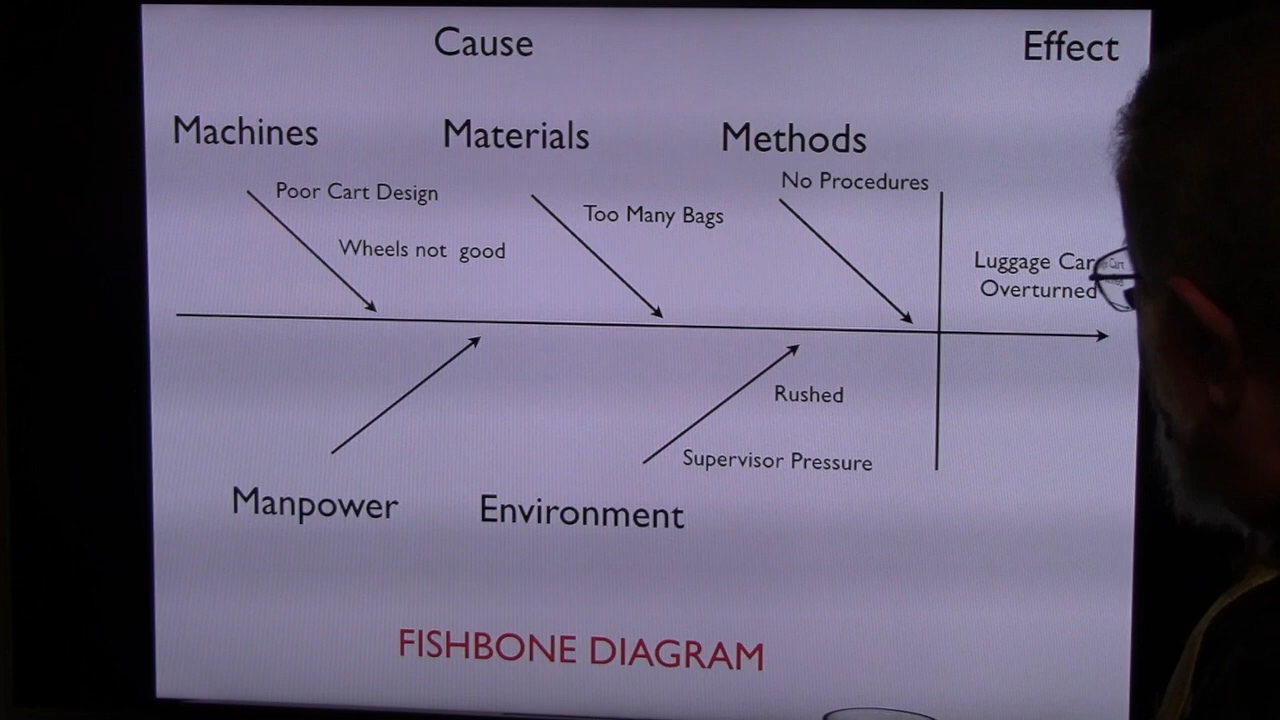 Cause
Effect
Machines
Materials
Methods
Poor Cart Design
Too Many Bags
No Procedures
Wheels not good
Luggage Car
Overturned
Rushed
Supervisor Pressure
Manpower
Environment
FISHBONE DIAGRAM